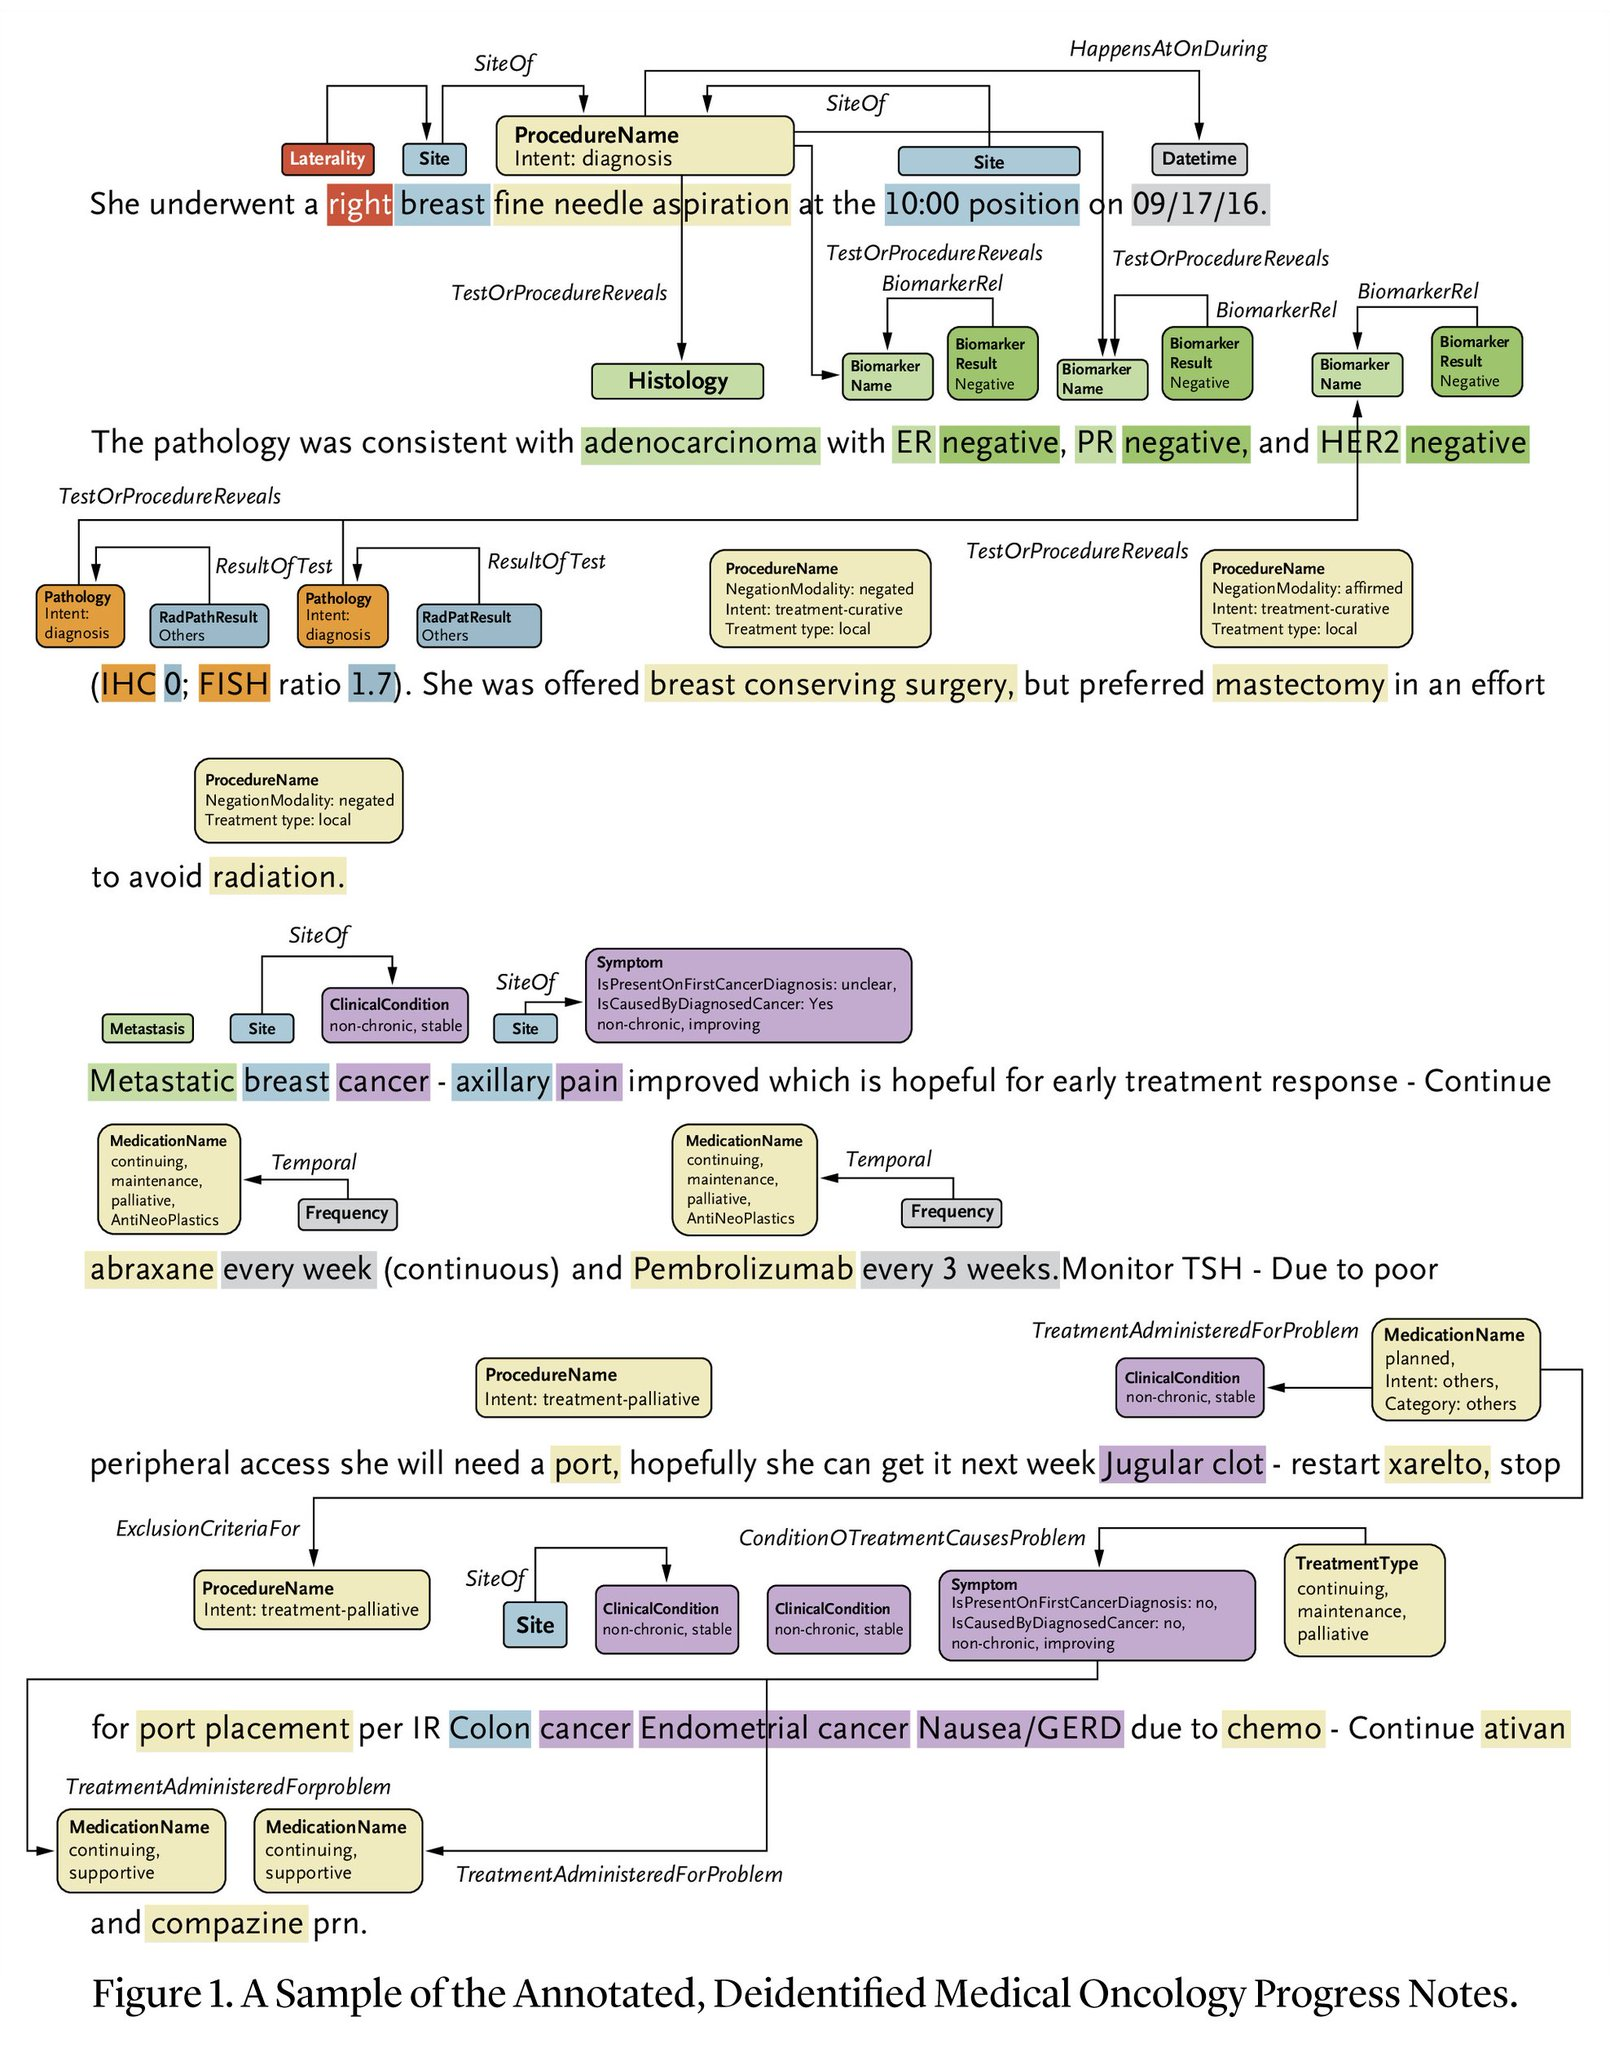 HappensAtOnDuring
SiteOf
SiteOf
ProcedureName
Intent: diagnosis
Laterality
Site
Site
Datetime
She underwent a right breast fine needle aspiration at the 10:00 position on 09/17/16.
TestOrProcedureReveals
TestOrProcedureReveals
TestOrProcedureReveals
BiomarkerRel
BiomarkerRel
BiomarkerRel
Histology
Biomarker
Name
Biomarker
Result
Negative
Biomarker
Name
Biomarker
Result
Negative
Biomarker
Name
Biomarker
Result
Negative
The pathology was consistent with adenocarcinoma with ER negative, PR negative, and HER2 negative
TestOrProcedureReveals
ResultOfTest
ResultOfTest
TestOrProcedureReveals
Pathology
Intent:
diagnosis
RadPathResult
Others
Pathology
Intent:
diagnosis
RadPatResult
Others
ProcedureName
NegationModality: negated
Intent: treatment-curative
Treatment type: local
ProcedureName
NegationModality: affirmed
Intent: treatment-curative
Treatment type: local
(IHC 0; FISH ratio 1.7). She was offered breast conserving surgery, but preferred mastectomy in an effort
ProcedureName
NegationModality: negated
Treatment type: local
to avoid radiation.
SiteOf
SiteOf
Metastasis
Site
ClinicalCondition
non-chronic, stable
Site
Symptom
IsPresentOnFirstCancerDiagnosis: unclear,
IsCausedByDiagnosedCancer: Yes
non-chronic, improving
Metastatic breast cancer - axillary pain improved which is hopeful for early treatment response - Continue
MedicationName
continuing,
maintenance,
palliative,
AntiNeoPlastics
Temporal
Frequency
MedicationName
continuing,
maintenance,
palliative,
AntiNeoPlastics
Temporal
Frequency
abraxane every week (continuous) and Pembrolizumab every 3 weeks.Monitor TSH - Due to poor
ProcedureName
Intent: treatment-palliative
TreatmentAdministeredForProblem
ClinicalCondition
non-chronic, stable
MedicationName
planned,
Intent: others,
Category: others
peripheral access she will need a port, hopefully she can get it next week Jugular clot - restart xarelto, stop
ExclusionCriteriaFor
ProcedureName
Intent: treatment-palliative
SiteOf
Site
ClinicalCondition
non-chronic, stable
ClinicalCondition
non-chronic, stable
ConditionOTreatmentCausesProblem
Symptom
IsPresentOnFirstCancerDiagnosis: no,
IsCausedByDiagnosedCancer: no,
non-chronic, improving
TreatmentType
continuing,
maintenance,
palliative
for port placement per IR Colon cancer Endometrial cancer Nausea/GERD due to chemo - Continue ativan
TreatmentAdministeredForproblem
MedicationName
continuing,
supportive
MedicationName
continuing,
supportive
TreatmentAdministeredForProblem
and compazine prn.
Figure 1. A Sample of the Annotated, Deidentified Medical Oncology Progress Notes.